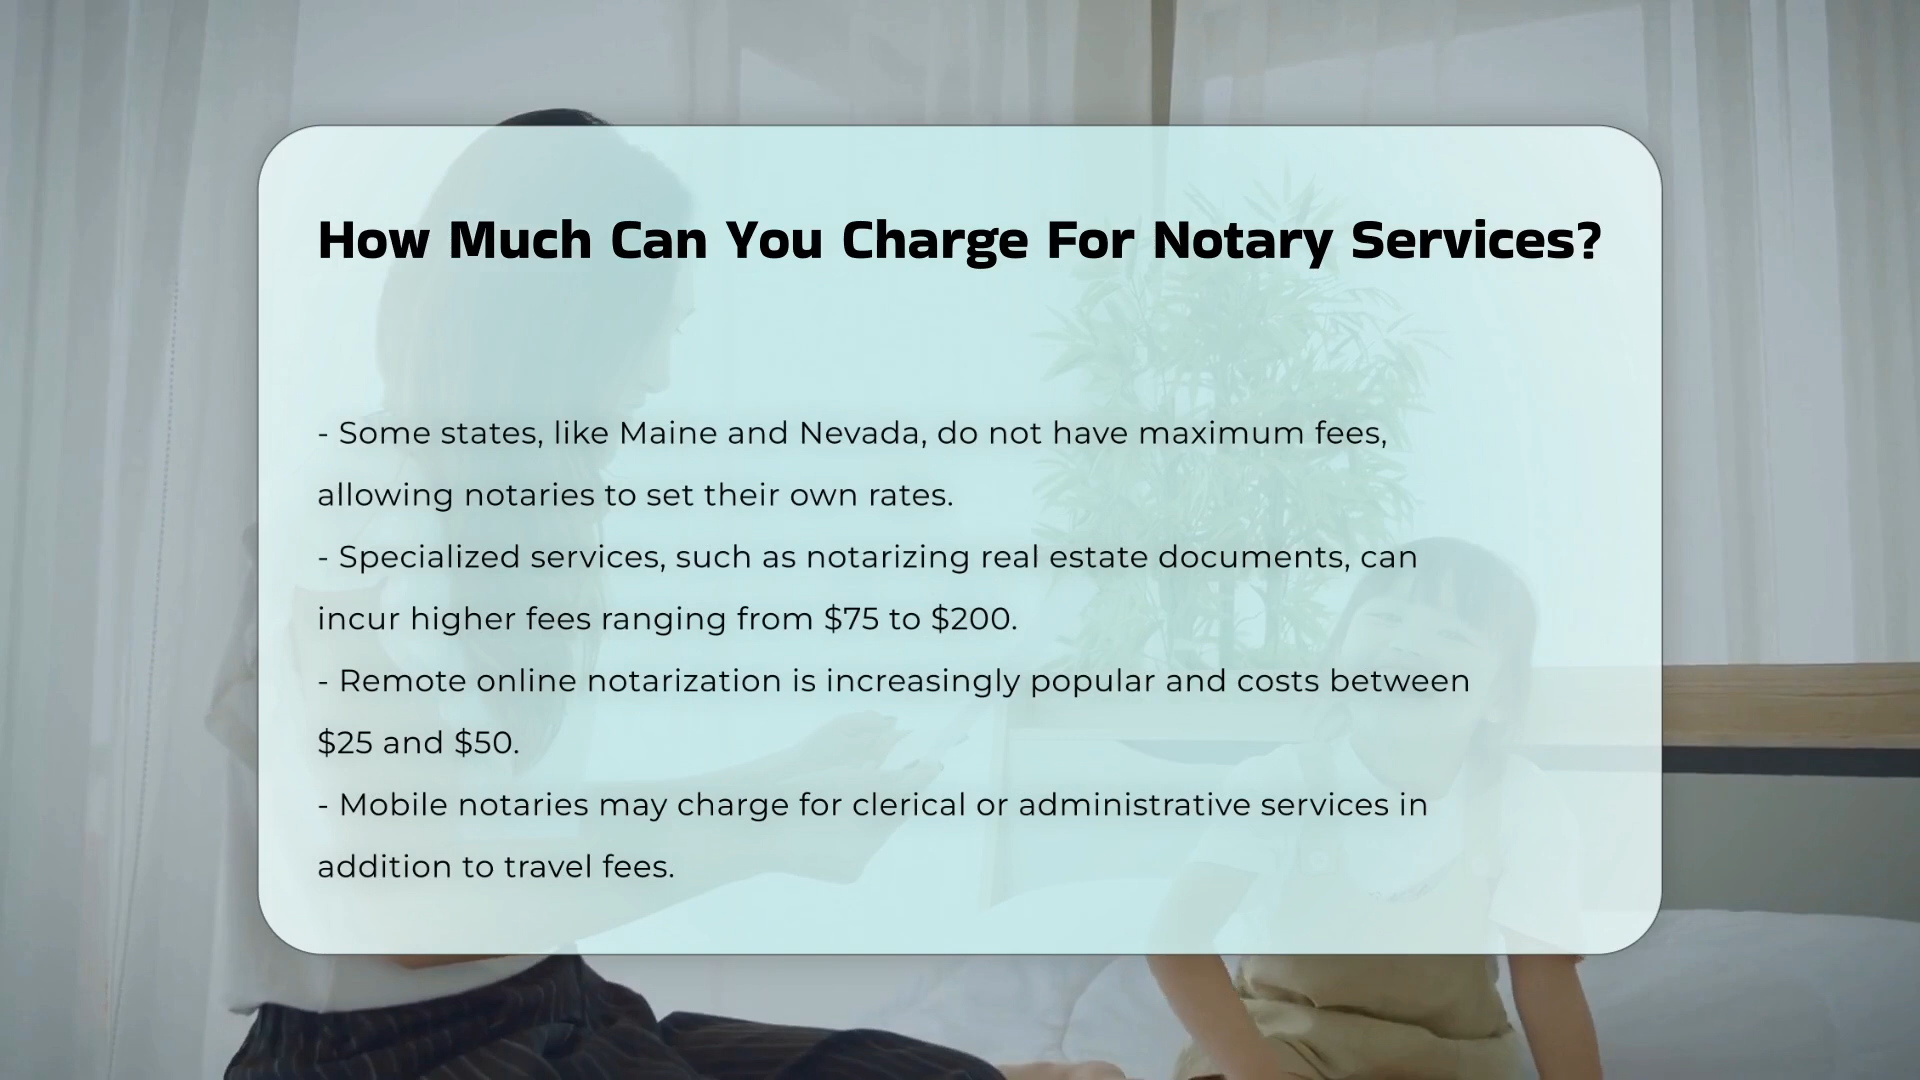 How Much Can You Charge For Notary Services?
- Some states, like Maine and Nevada, do not have maximum fees,
allowing notaries to set their own rates.
- Specialized services, such as notarizing real estate documents, can
incur higher fees ranging from $75 to $200.
- Remote online notarization is increasingly popular and costs between
$25 and $50.
- Mobile notaries may charge for clerical or administrative services in
addition to travel fees.